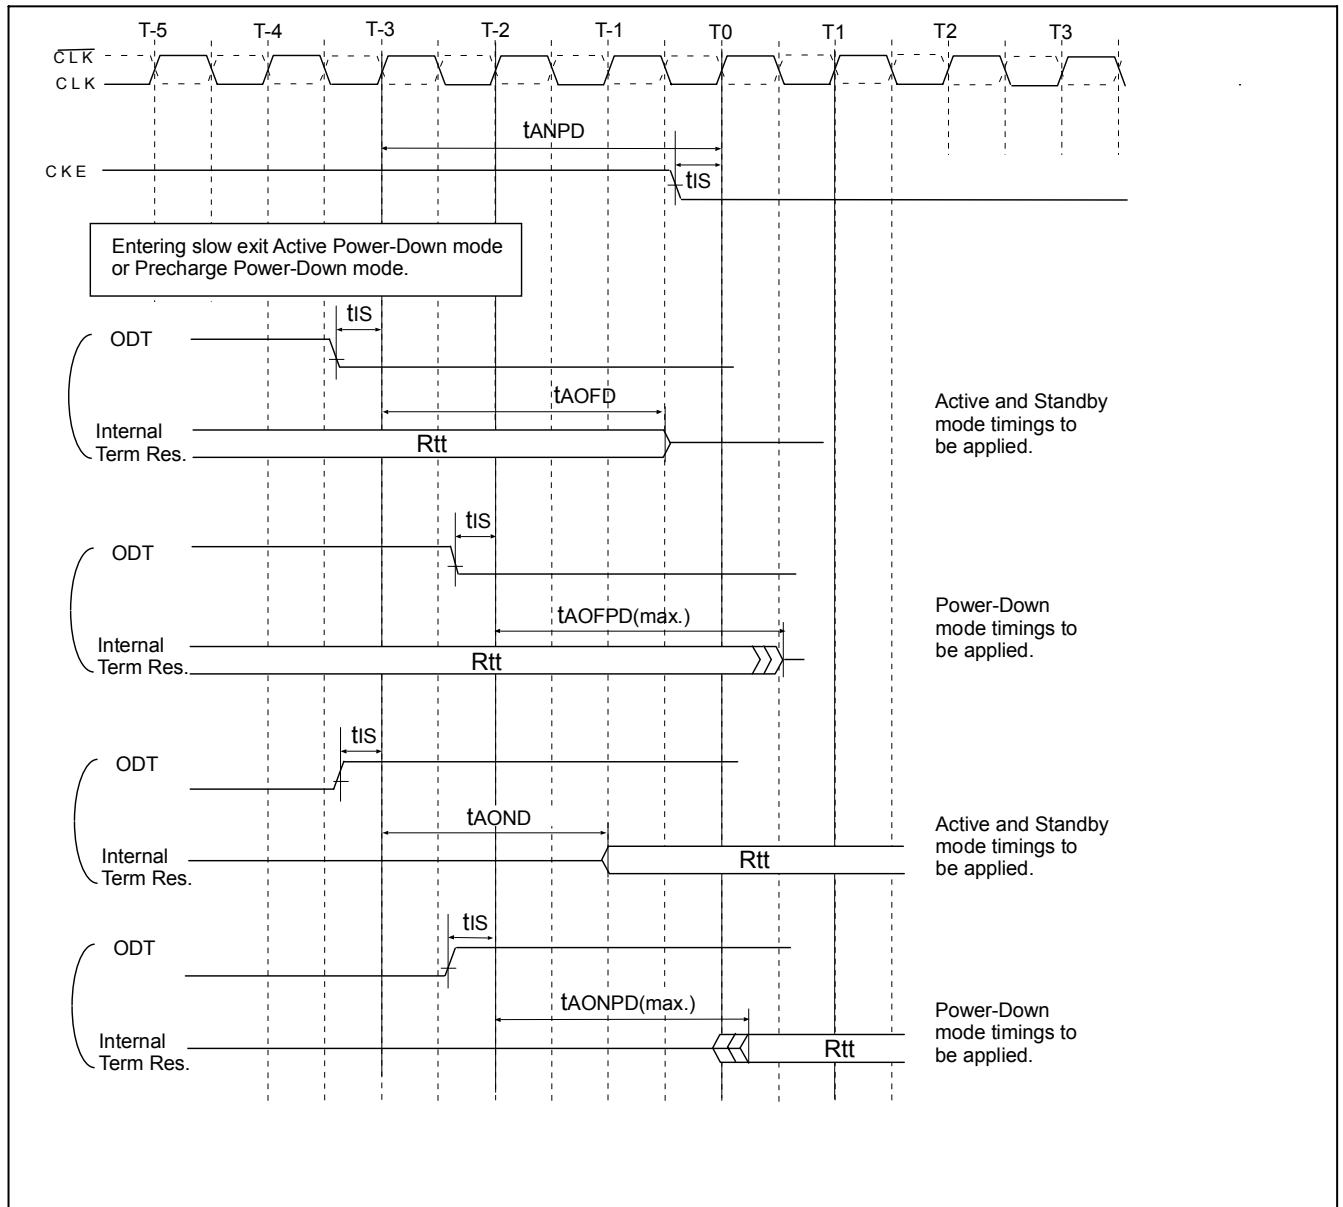 T-5 T-4 T-3 T-2 T-1 T0 T1 T2 T3
CLK
CLK
tANPD
CKE
tIS
Entering slow exit Active Power-Down mode
or Precharge Power-Down mode.
tIS
ODT
tAOFD
Active and Standby
mode timings to
be applied.
Internal
Term Res.
Rtt
tIS
ODT
Power-Down
mode timings to
be applied.
tAOFPD(max.)
Internal
Term Res.
Rtt
tIS
ODT
tAOND
Active and Standby
mode timings to
be applied.
Internal
Term Res.
Rtt
tIS
ODT
tAONPD(max.)
Power-Down
mode timings to
be applied.
Internal
Term Res.
Rtt